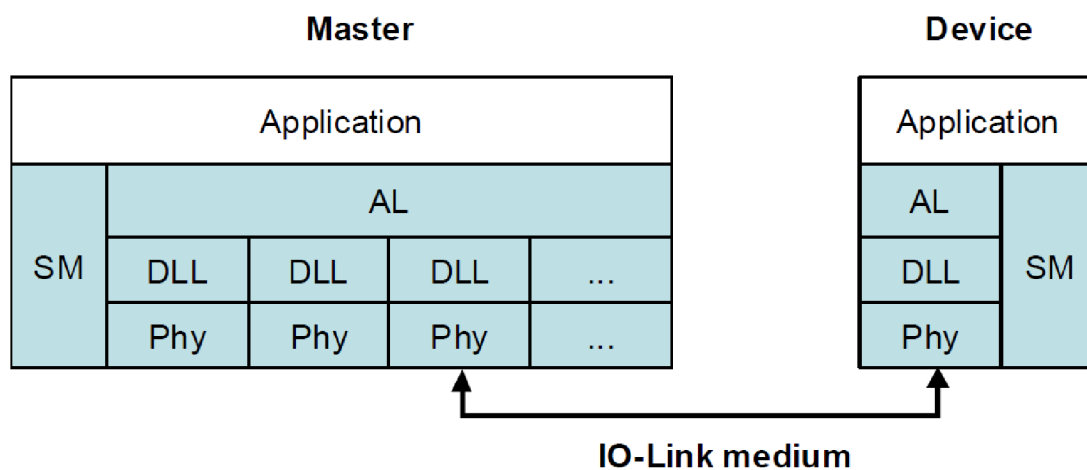 Master Device
Application Application
AL AL
SM DLL DLL DLL ... DLL SM
Phy Phy Phy ... Phy
IO-Link medium